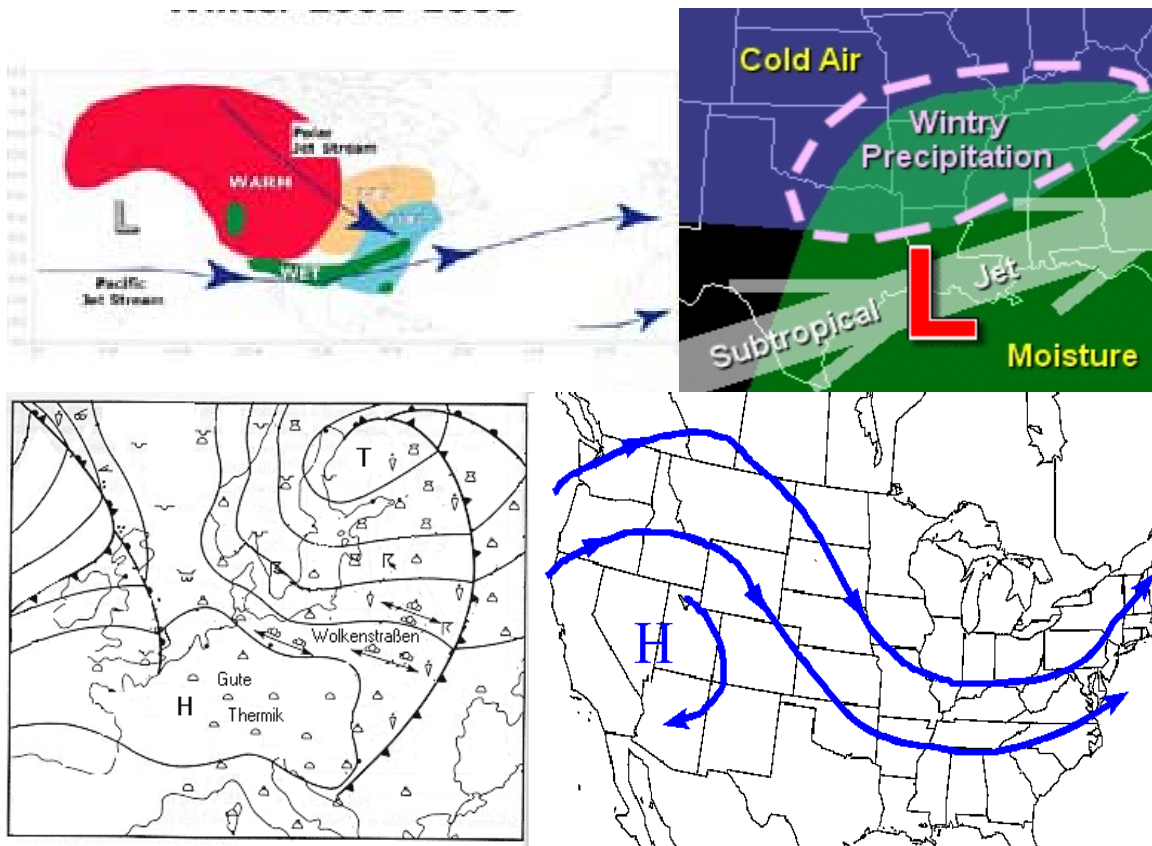 Polar
Jet Stream
WARM
L
WET
Pacific
Jet Stream
Cold Air
Wintry
Precipitation
L
Jet
Subtropical
Moisture
T
Wolkenstraßen
Gute
H
Thermik
H